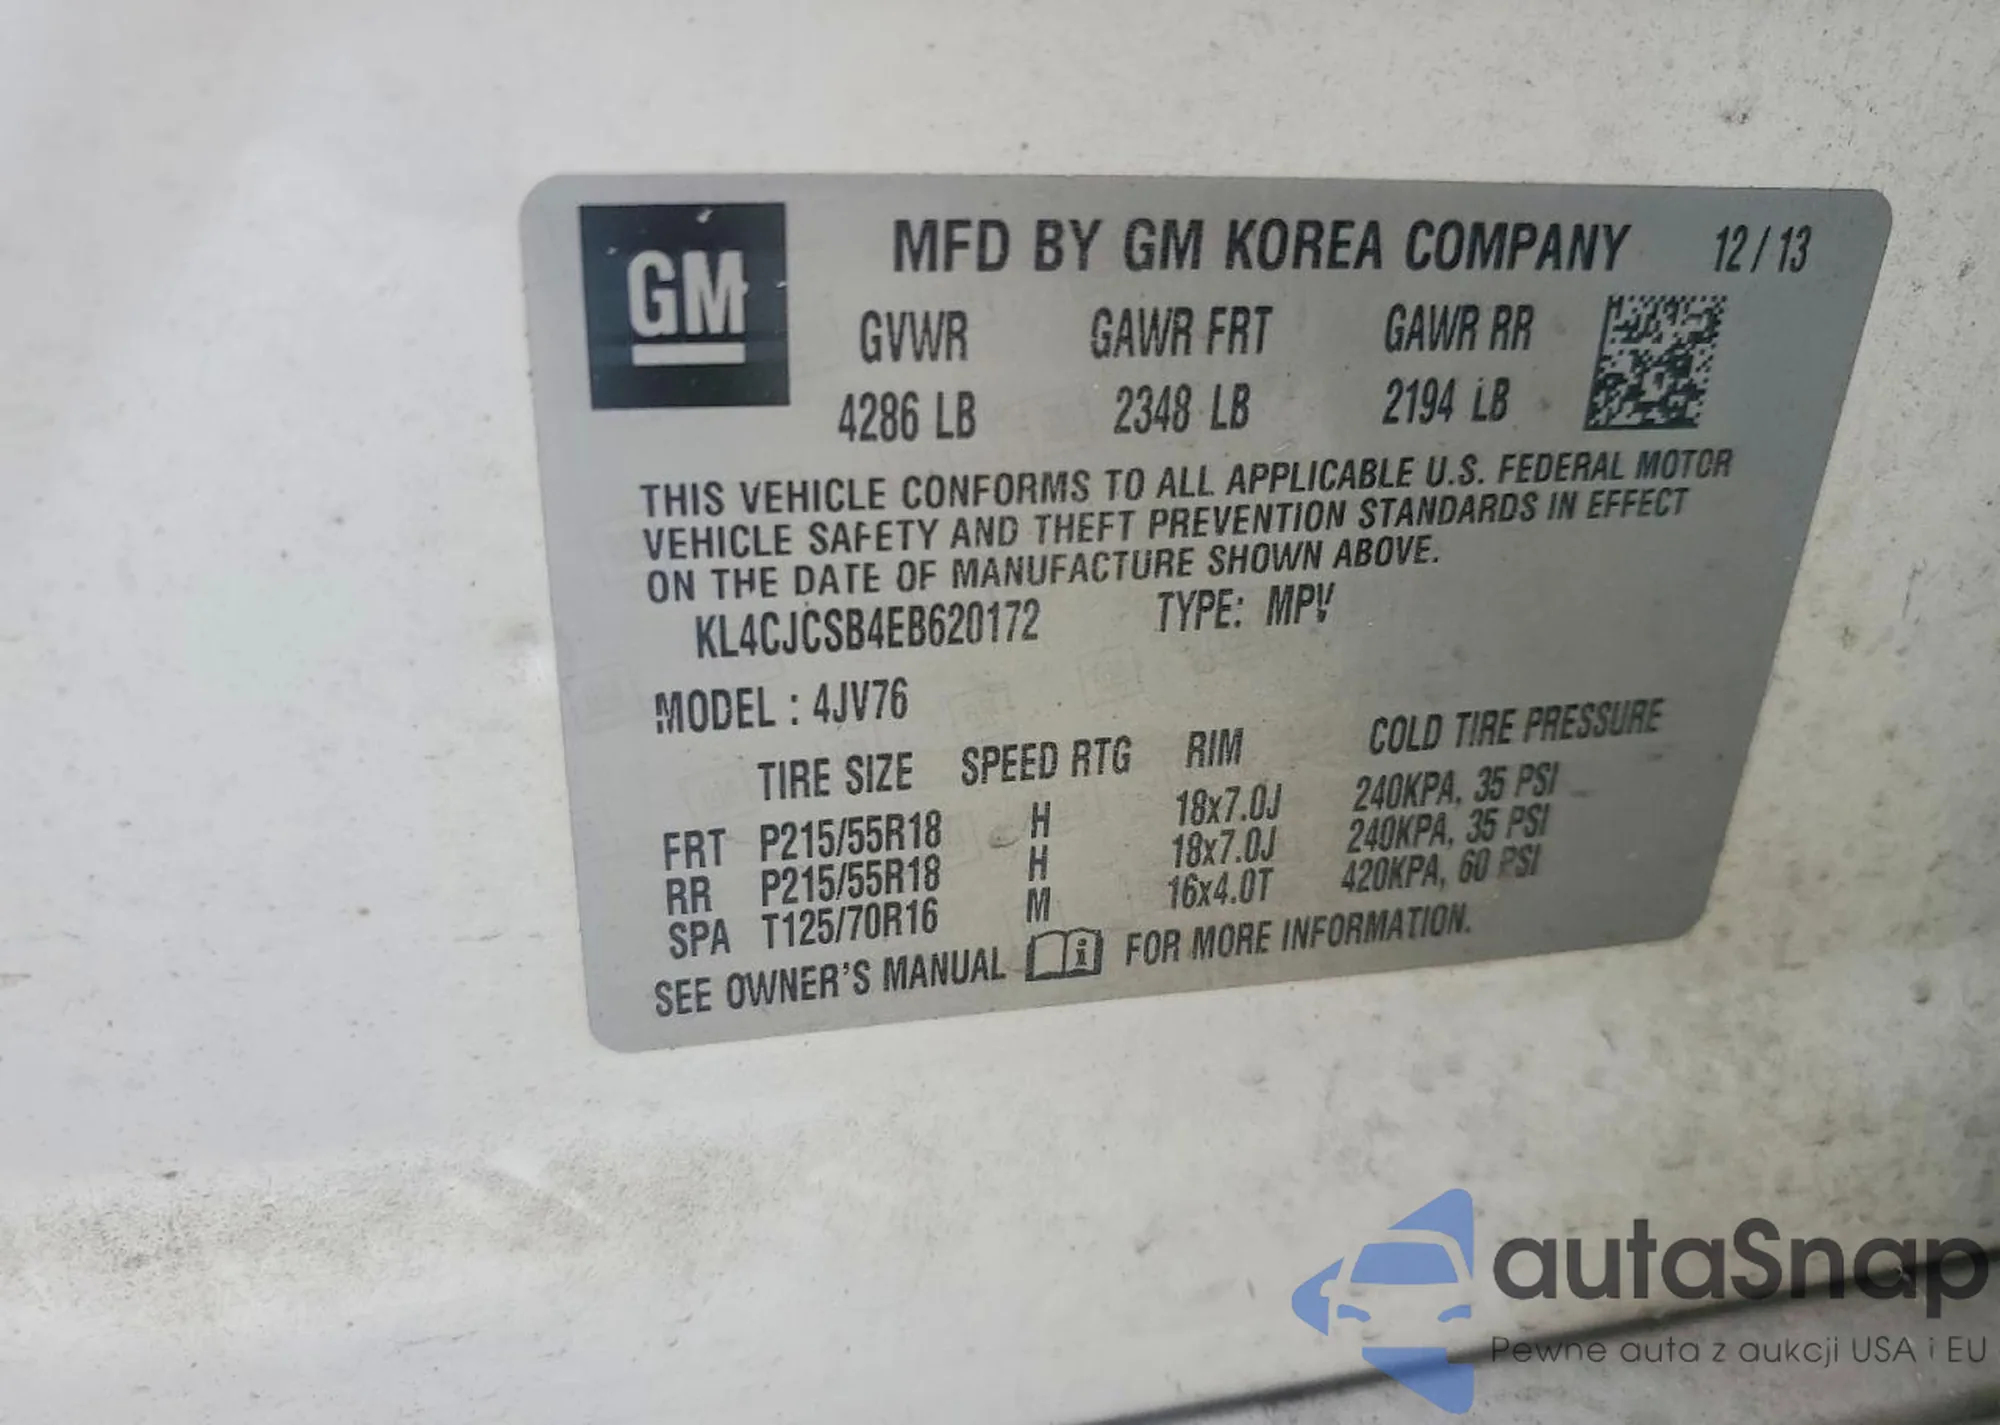 GM
MFD BY GM KOREA COMPANY 12/13
GVWR GAWR FRT GAWR RR
4286 LB 2348 LB 2194 LB
THIS VEHICLE CONFORMS TO ALL APPLICABLE U.S. FEDERAL MOTOR
VEHICLE SAFETY AND THEFT PREVENTION STANDARDS IN EFFECT
ON THE DATE OF MANUFACTURE SHOWN ABOVE.
KL4CJCSB4EB620172 TYPE: MPV
MODEL : 4JV76
TIRE SIZE SPEED RTG RIM COLD TIRE PRESSURE
FRT P215/55R18 H 18x7.0J 240KPA, 35 PSI
RR P215/55R18 H 18x7.0J 240KPA, 35 PSI
SPA T125/70R16 M 16x4.0T 420KPA, 60 PSI
SEE OWNER'S MANUAL i FOR MORE INFORMATION.
autaSnap
Pewne auta z aukcji USA i EU